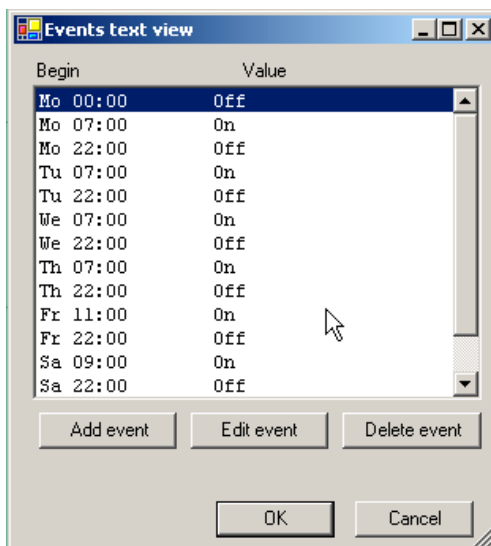 Events text view
Begin Value
Mo 00:00 Off
Mo 07:00 On
Mo 22:00 Off
Tu 07:00 On
Tu 22:00 Off
We 07:00 On
We 22:00 Off
Th 07:00 On
Th 22:00 Off
Fr 11:00 On
Fr 22:00 Off
Sa 09:00 On
Sa 22:00 Off
Add event Edit event Delete event
OK Cancel